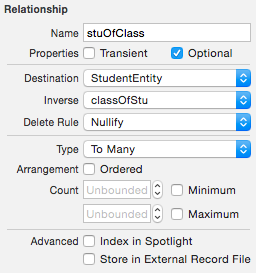 Relationship
Name stuOfClass
Properties Transient Optional
Destination StudentEntity
Inverse classOfStu
Delete Rule Nullify
Type To Many
Arrangement Ordered
Count Unbounded Minimum
Unbounded Maximum
Advanced Index in Spotlight
Store in External Record File